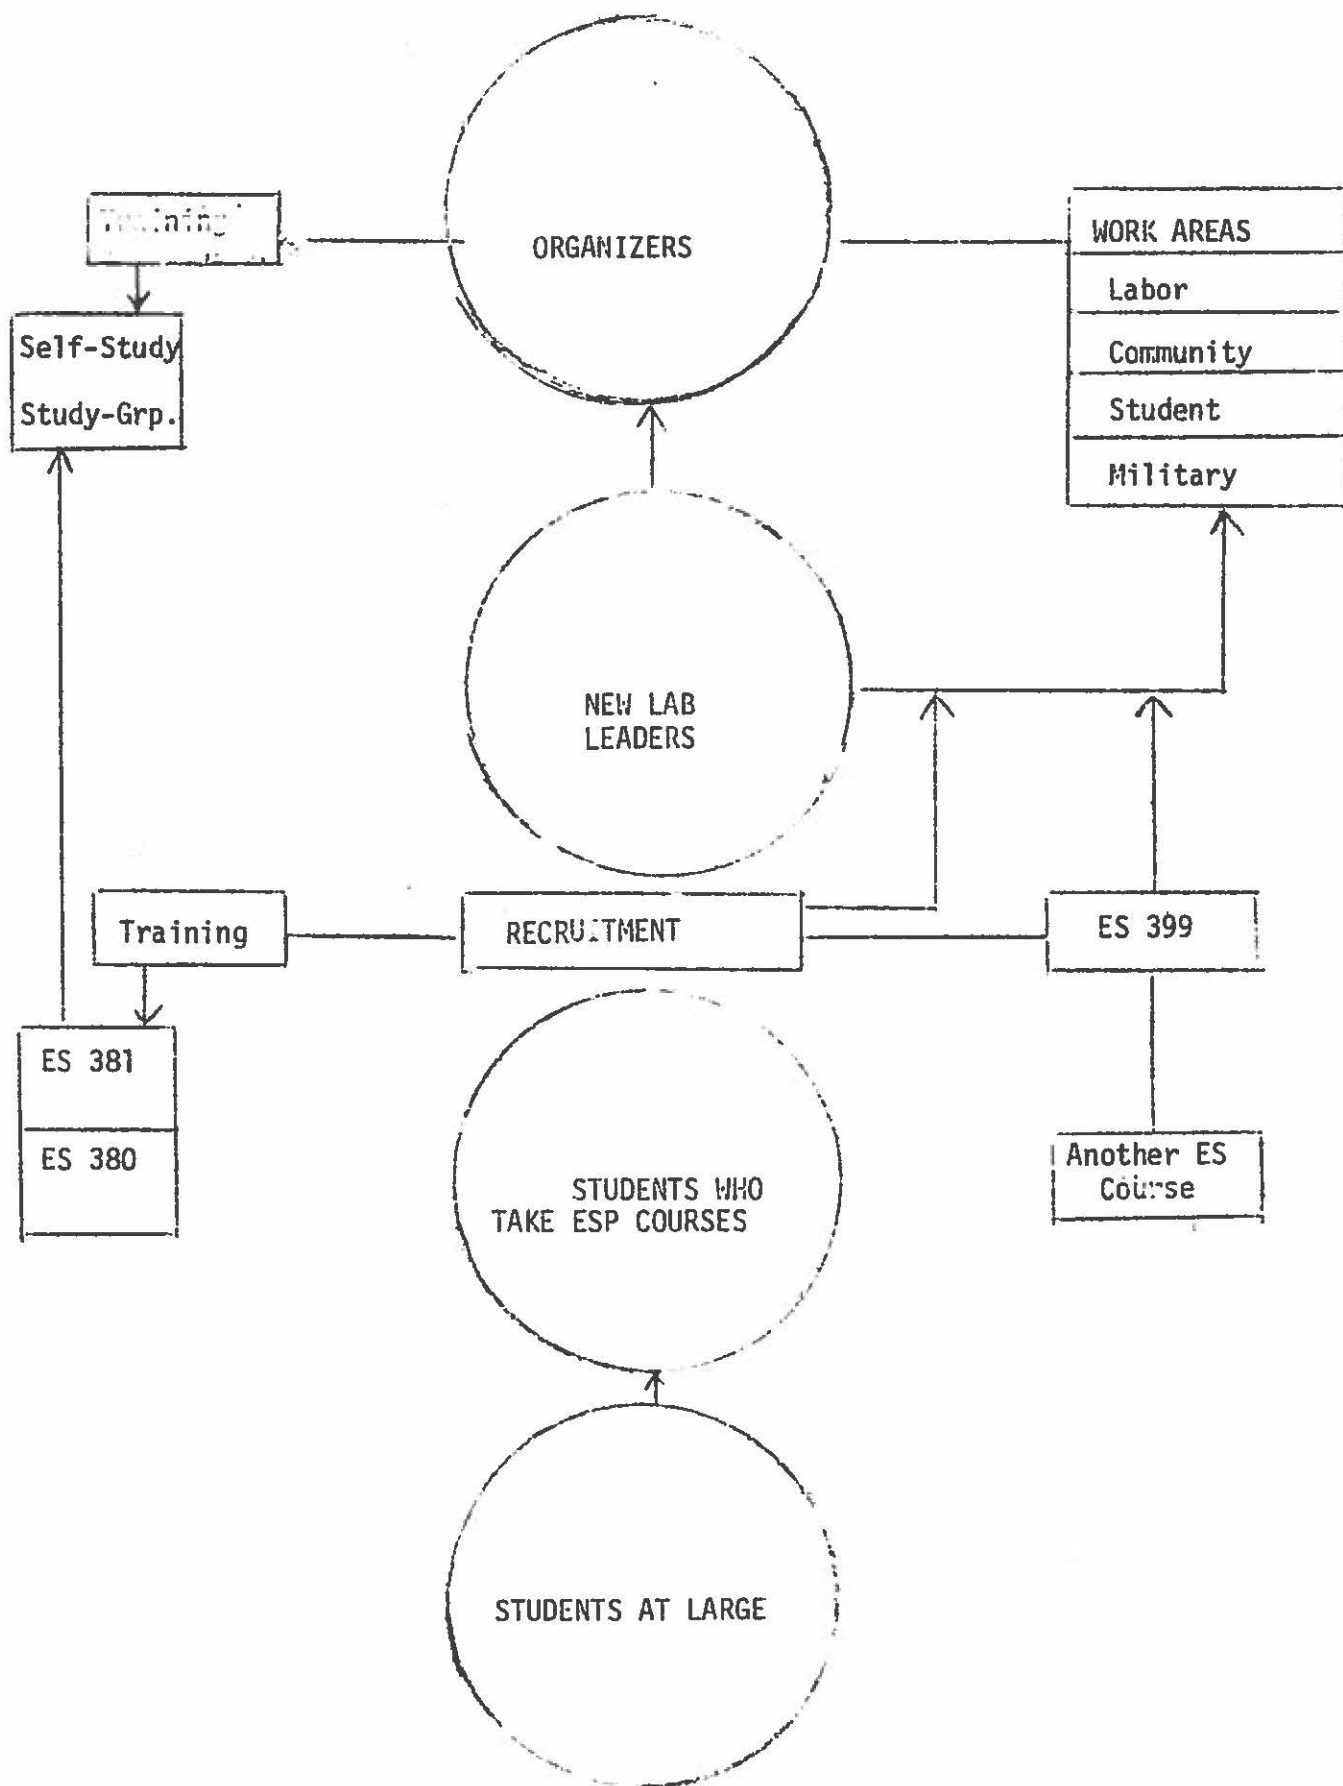 Training
ORGANIZERS
WORK AREAS
Labor
Community
Student
Military
Self-Study
Study-Grp.
NEW LAB
LEADERS
Training
RECRUITMENT
ES 399
ES 381
ES 380
STUDENTS WHO
TAKE ESP COURSES
Another ES
Course
STUDENTS AT LARGE